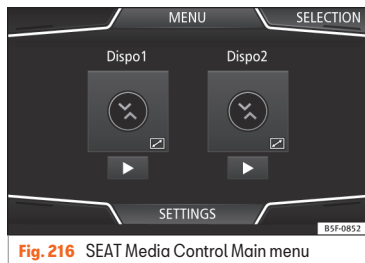 MENU SELECTION
Dispo1 Dispo2
SETTINGS
B5F-0852
Fig. 216 SEAT Media Control Main menu